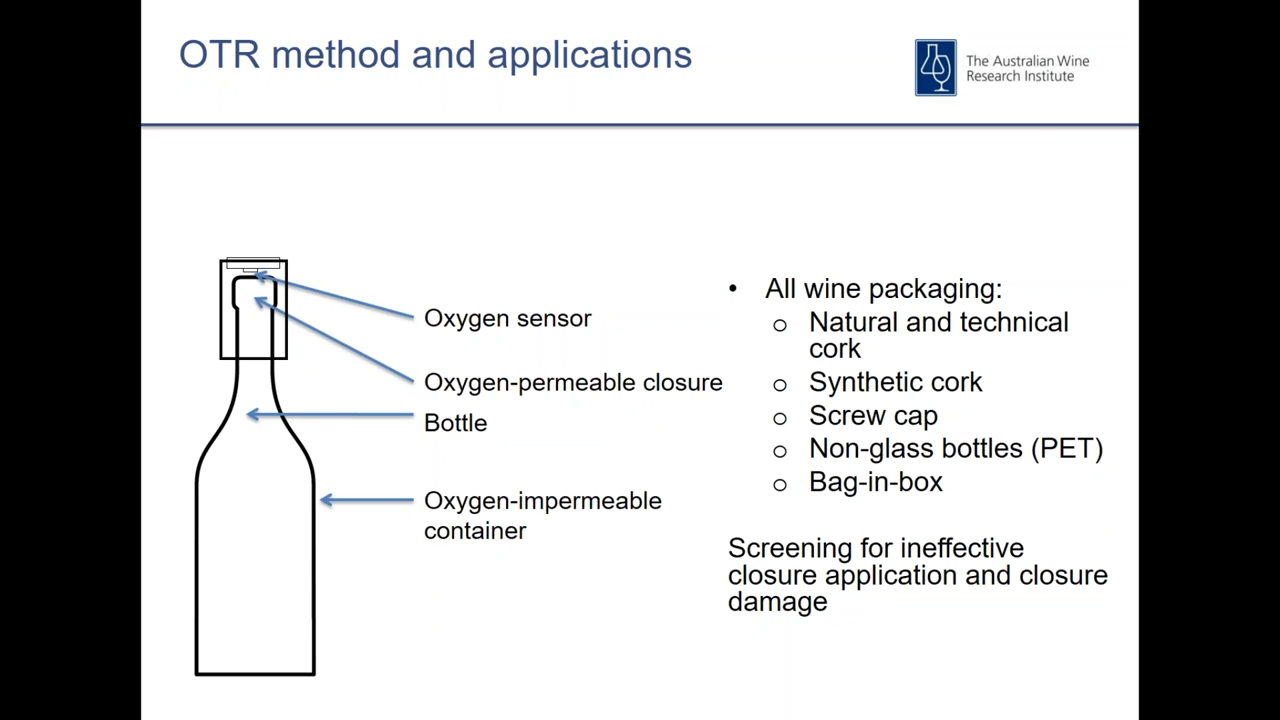 OTR method and applications
The Australian Wine
Research Institute
Oxygen sensor
Oxygen-permeable closure
Bottle
Oxygen-impermeable
container
• All wine packaging:
o Natural and technical
cork
o Synthetic cork
o Screw cap
o Non-glass bottles (PET)
o Bag-in-box
Screening for ineffective
closure application and closure
damage